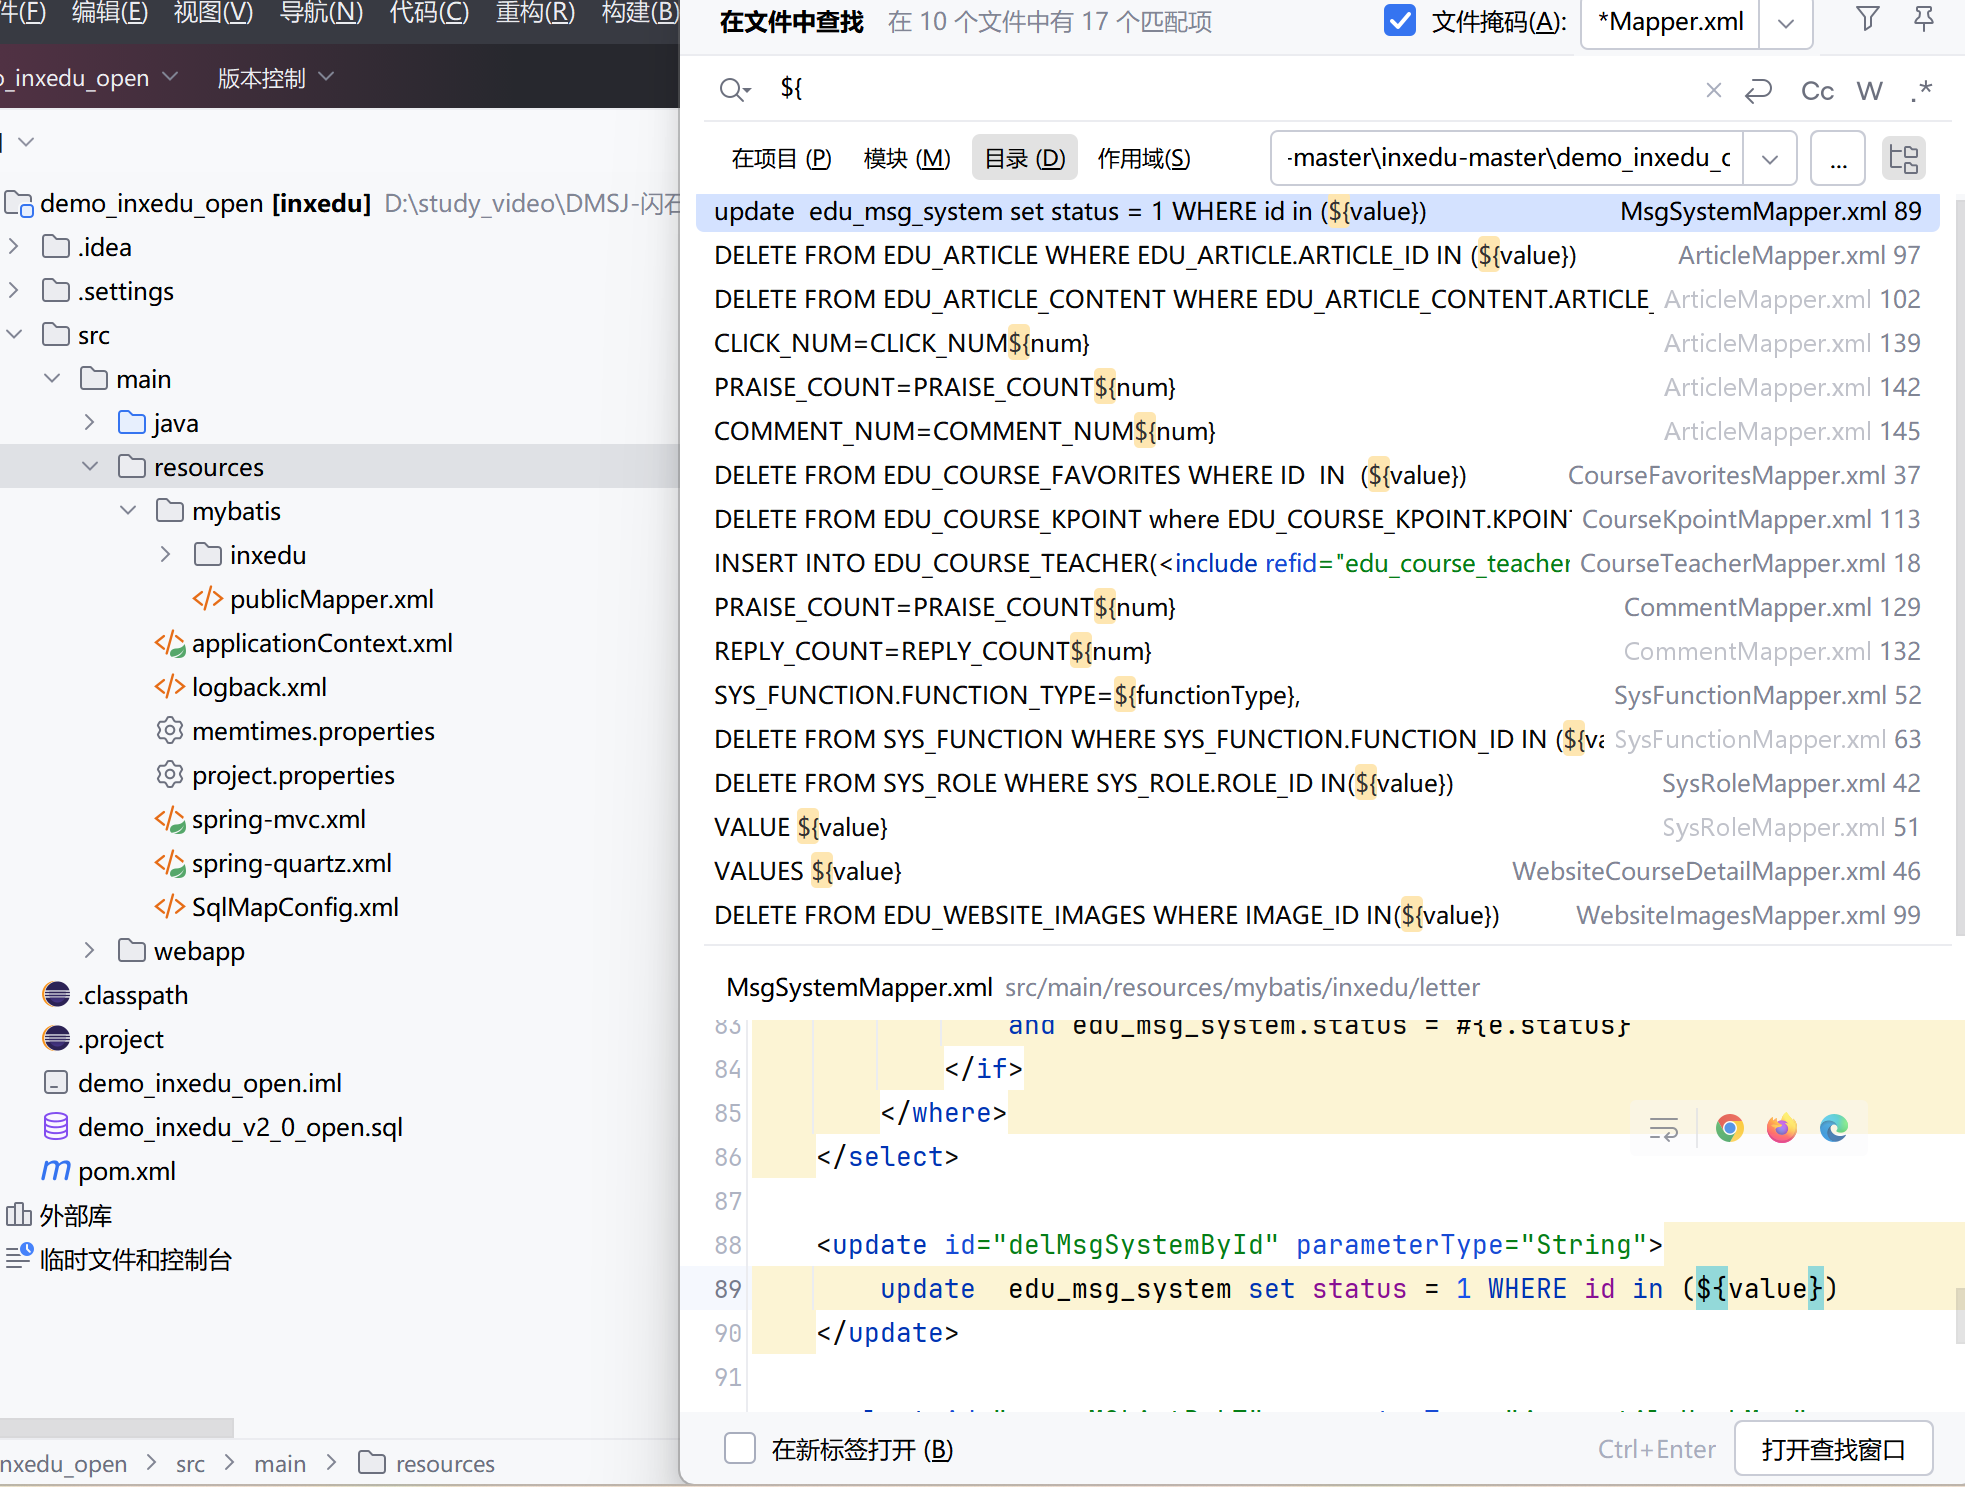 件(F) 编辑(E) 视图(V) 导航(N) 代码(C) 重构(R) 构建(B)
o_inxedu_open 版本控制
demo_inxedu_open [inxedu] D:\study_video\DMSJ-闪石
.idea
.settings
src
main
java
resources
mybatis
inxedu
publicMapper.xml
applicationContext.xml
logback.xml
memtimes.properties
project.properties
spring-mvc.xml
spring-quartz.xml
SqlMapConfig.xml
webapp
.classpath
.project
demo_inxedu_open.iml
demo_inxedu_v2_0_open.sql
pom.xml
外部库
临时文件和控制台
nxedu_open > src > main > resources
在文件中查找 在 10 个文件中有 17 个匹配项 文件掩码(A): *Mapper.xml
${ Cc W .*
在项目 (P) 模块 (M) 目录 (D) 作用域(S) -master\inxedu-master\demo_inxedu_o ...
update  edu_msg_system set status = 1 WHERE id in (${value}) MsgSystemMapper.xml 89
DELETE FROM EDU_ARTICLE WHERE EDU_ARTICLE.ARTICLE_ID IN (${value}) ArticleMapper.xml 97
DELETE FROM EDU_ARTICLE_CONTENT WHERE EDU_ARTICLE_CONTENT.ARTICLE_ ArticleMapper.xml 102
CLICK_NUM=CLICK_NUM${num} ArticleMapper.xml 139
PRAISE_COUNT=PRAISE_COUNT${num} ArticleMapper.xml 142
COMMENT_NUM=COMMENT_NUM${num} ArticleMapper.xml 145
DELETE FROM EDU_COURSE_FAVORITES WHERE ID  IN  (${value}) CourseFavoritesMapper.xml 37
DELETE FROM EDU_COURSE_KPOINT where EDU_COURSE_KPOINT.KPOINT CourseKpointMapper.xml 113
INSERT INTO EDU_COURSE_TEACHER(<include refid="edu_course_teacher CourseTeacherMapper.xml 18
PRAISE_COUNT=PRAISE_COUNT${num} CommentMapper.xml 129
REPLY_COUNT=REPLY_COUNT${num} CommentMapper.xml 132
SYS_FUNCTION.FUNCTION_TYPE=${functionType}, SysFunctionMapper.xml 52
DELETE FROM SYS_FUNCTION WHERE SYS_FUNCTION.FUNCTION_ID IN (${va SysFunctionMapper.xml 63
DELETE FROM SYS_ROLE WHERE SYS_ROLE.ROLE_ID IN(${value}) SysRoleMapper.xml 42
VALUE ${value} SysRoleMapper.xml 51
VALUES ${value} WebsiteCourseDetailMapper.xml 46
DELETE FROM EDU_WEBSITE_IMAGES WHERE IMAGE_ID IN(${value}) WebsiteImagesMapper.xml 99
MsgSystemMapper.xml src/main/resources/mybatis/inxedu/letter
83 and edu_msg_system.status = #{e.status}
84 </if>
85 </where>
86 </select>
87
88 <update id="delMsgSystemById" parameterType="String">
89 update  edu_msg_system set status = 1 WHERE id in (${value})
90 </update>
91
在新标签打开 (B) Ctrl+Enter 打开查找窗口